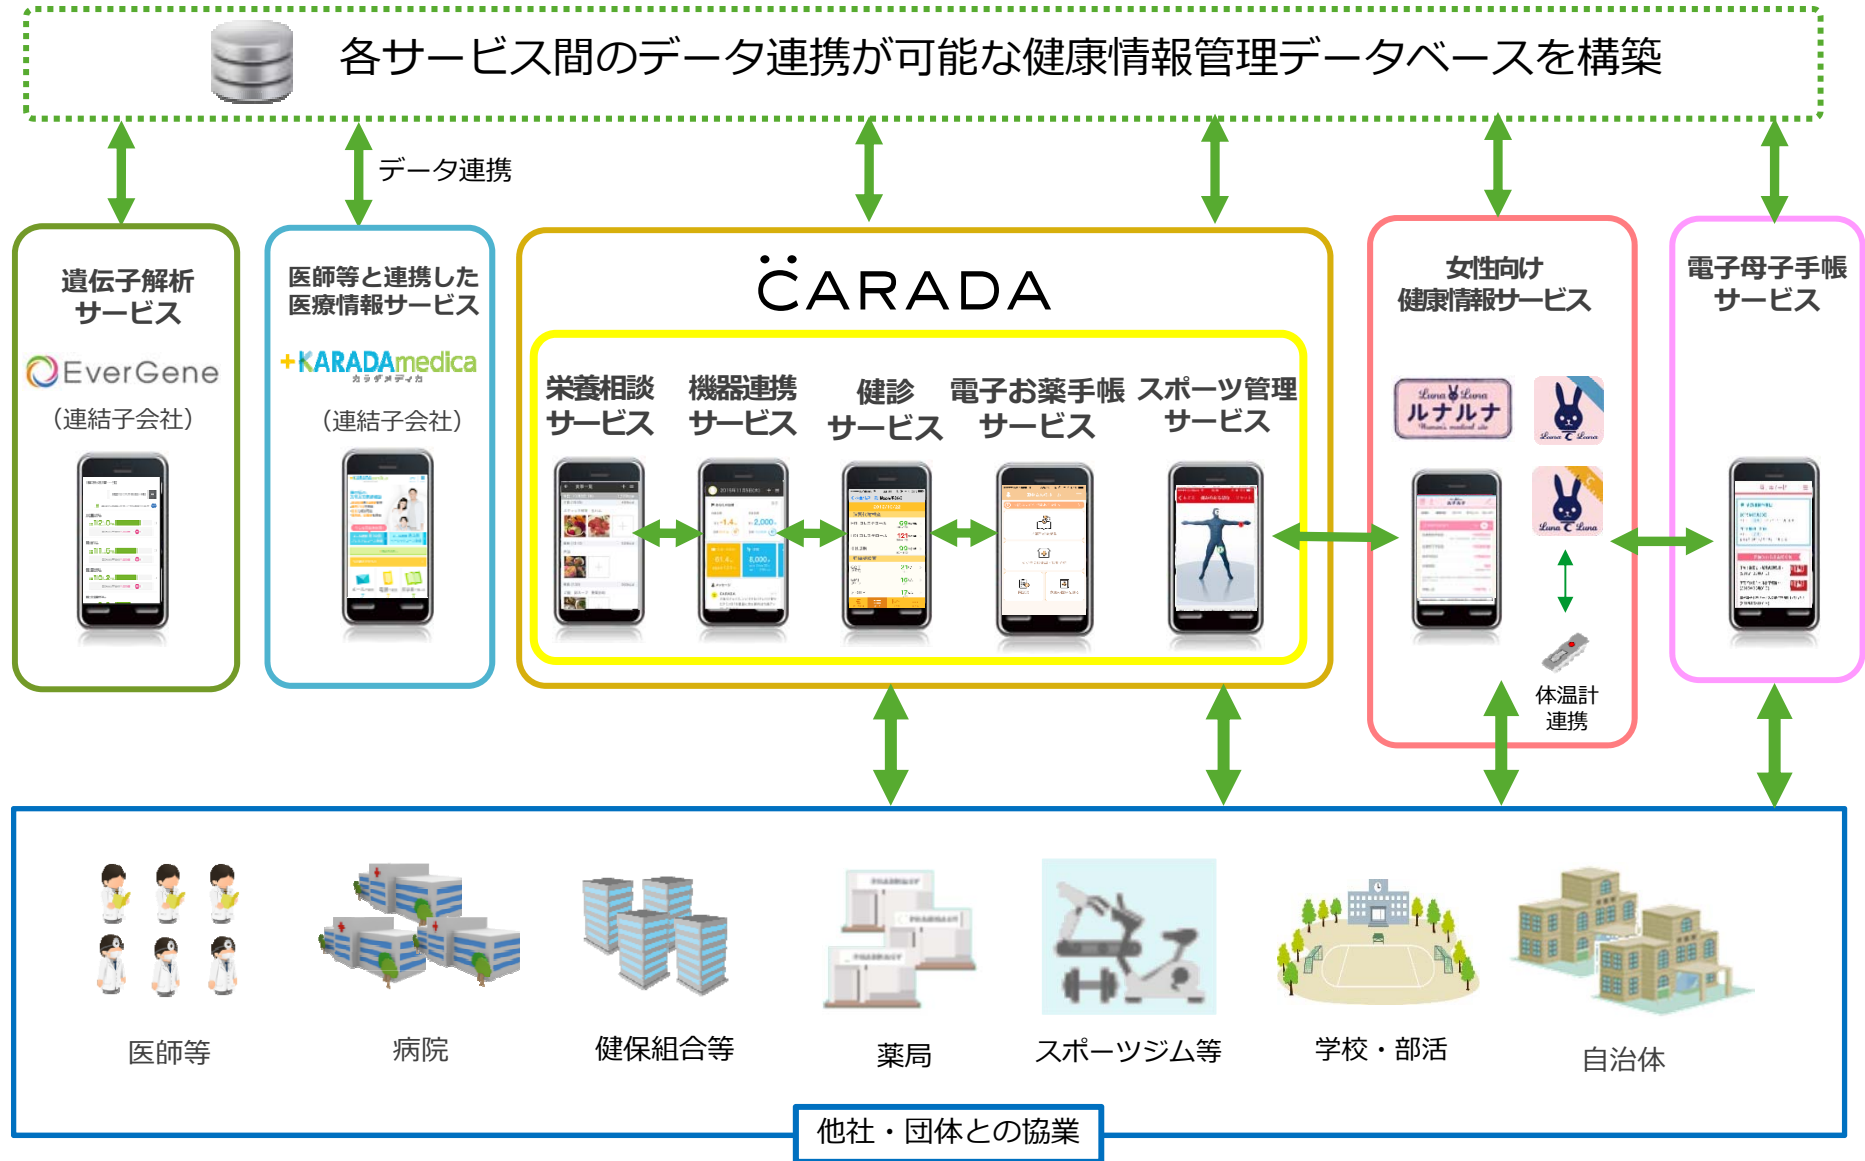 各サービス間のデータ連携が可能な健康情報管理データベースを構築
データ連携
遺伝子解析
サービス
EverGene
（連結子会社）
医師等と連携した
医療情報サービス
+KARADAmedica
カラダメディカ
（連結子会社）
CARADA
栄養相談
サービス
機器連携
サービス
健診
サービス
電子お薬手帳
サービス
スポーツ管理
サービス
女性向け
健康情報サービス
Luna Luna
ルナルナ
Woman's medical site
Luna Luna
Luna Luna
体温計
連携
電子母子手帳
サービス
医師等
病院
健保組合等
薬局
スポーツジム等
学校・部活
自治体
他社・団体との協業